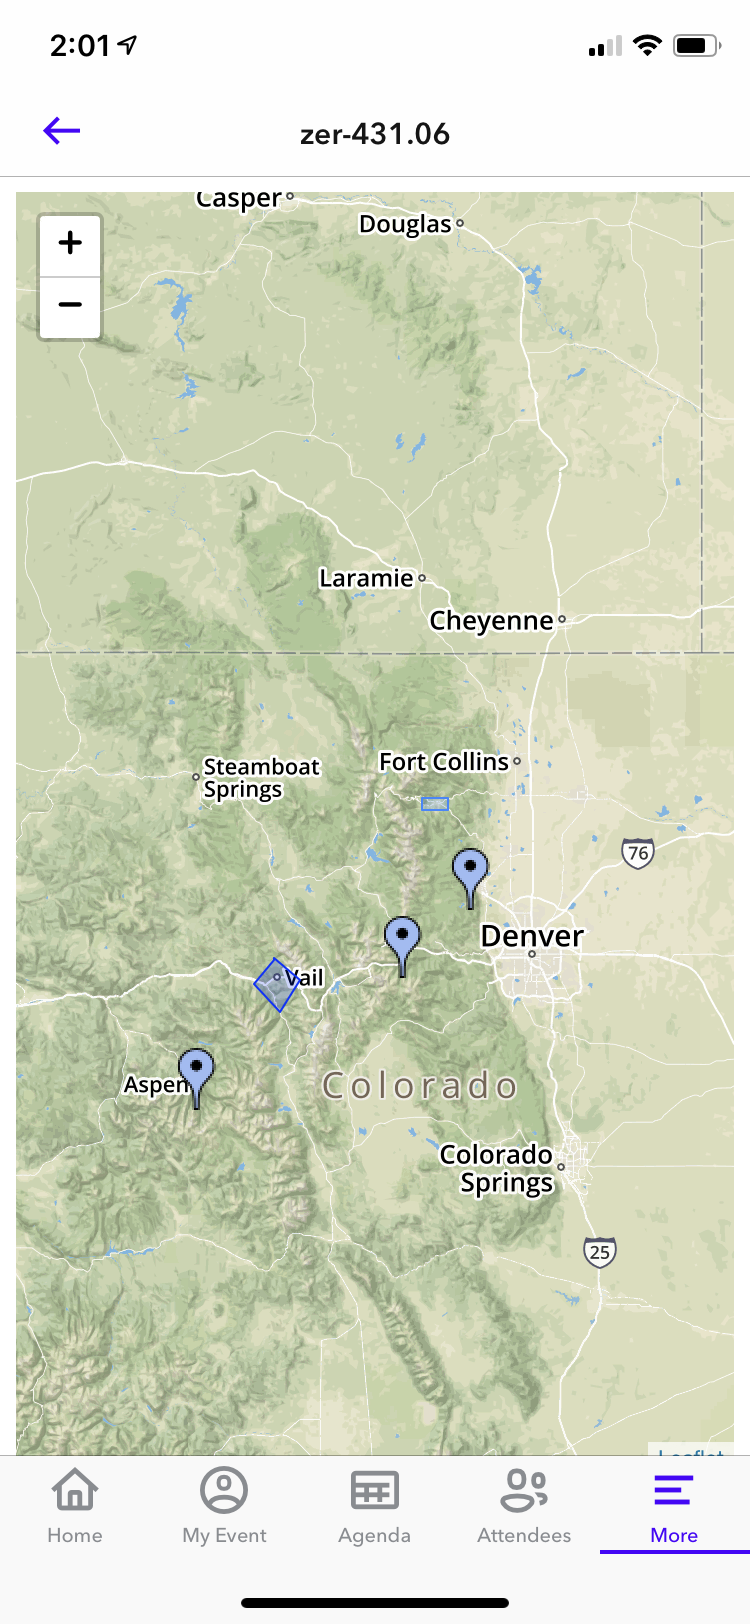 2:01
zer-431.06
Casper
Douglas
+
−
Laramie
Cheyenne
Fort Collins
Steamboat
Springs
76
Denver
Vail
Aspen
Colorado
Colorado
Springs
25
Leaflet
Home
My Event
Agenda
Attendees
More